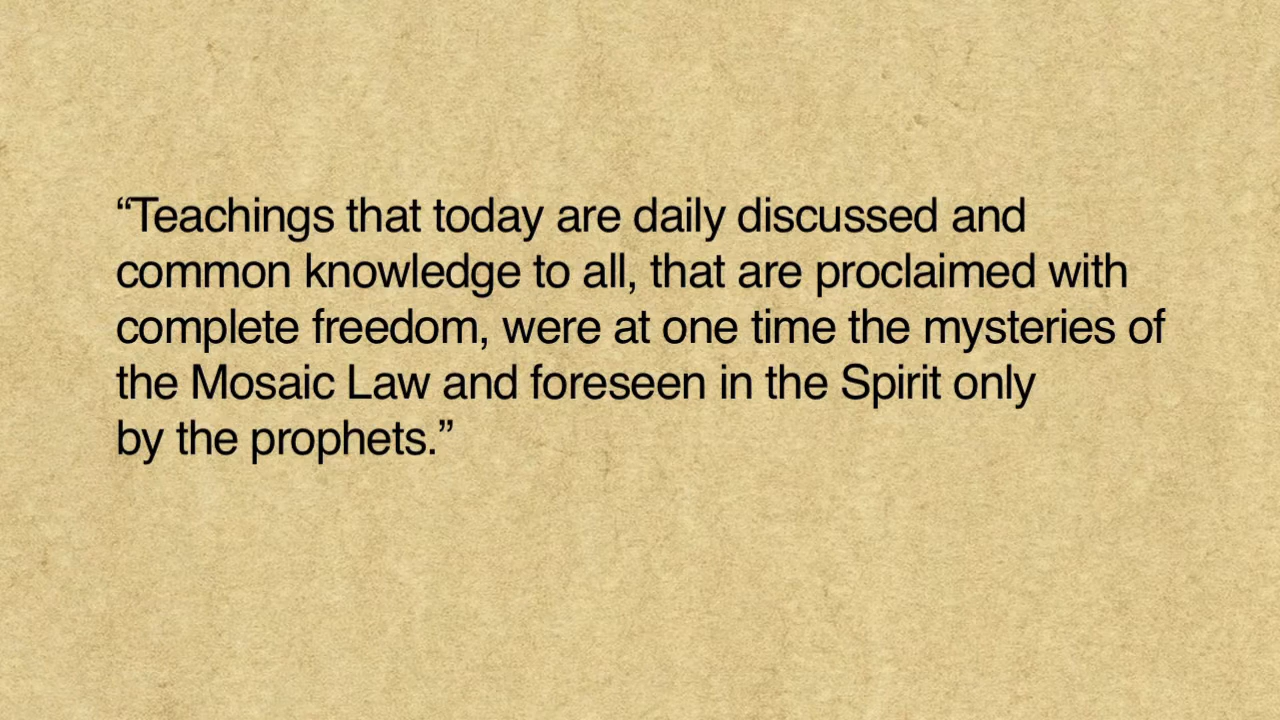 “Teachings that today are daily discussed and
common knowledge to all, that are proclaimed with
complete freedom, were at one time the mysteries of
the Mosaic Law and foreseen in the Spirit only
by the prophets.”